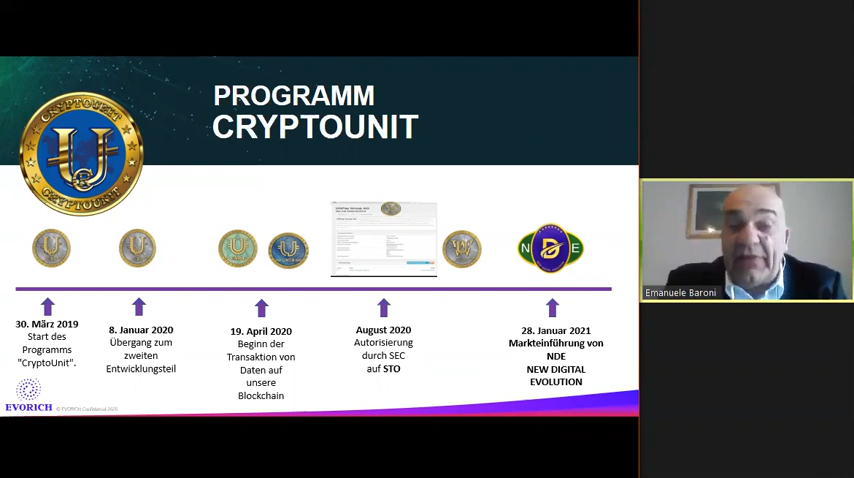 PROGRAMM
CRYPTOUNIT
CRYPTOUNIT
CRYPTOUNIT
N D E
30. März 2019
Start des
Programms
"CryptoUnit".
8. Januar 2020
Übergang zum
zweiten
Entwicklungsteil
19. April 2020
Beginn der
Transaktion von
Daten auf
unsere
Blockchain
August 2020
Autorisierung
durch SEC
auf STO
28. Januar 2021
Markteinführung von
NDE
NEW DIGITAL
EVOLUTION
EVORICH
© EVORICH Confidential 2020
Emanuele Baroni